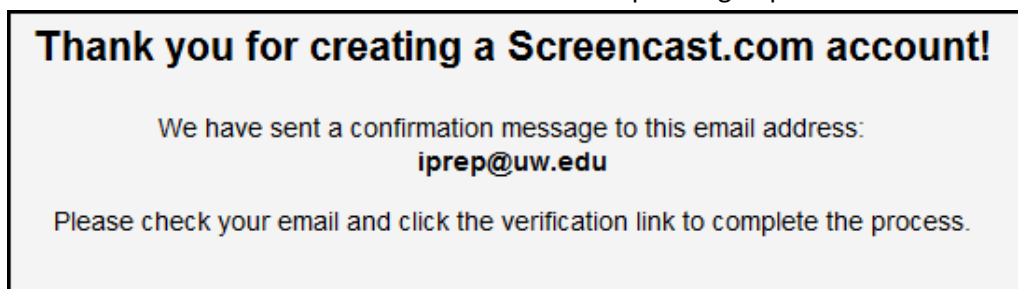 Thank you for creating a Screencast.com account!
We have sent a confirmation message to this email address:
iprep@uw.edu
Please check your email and click the verification link to complete the process.